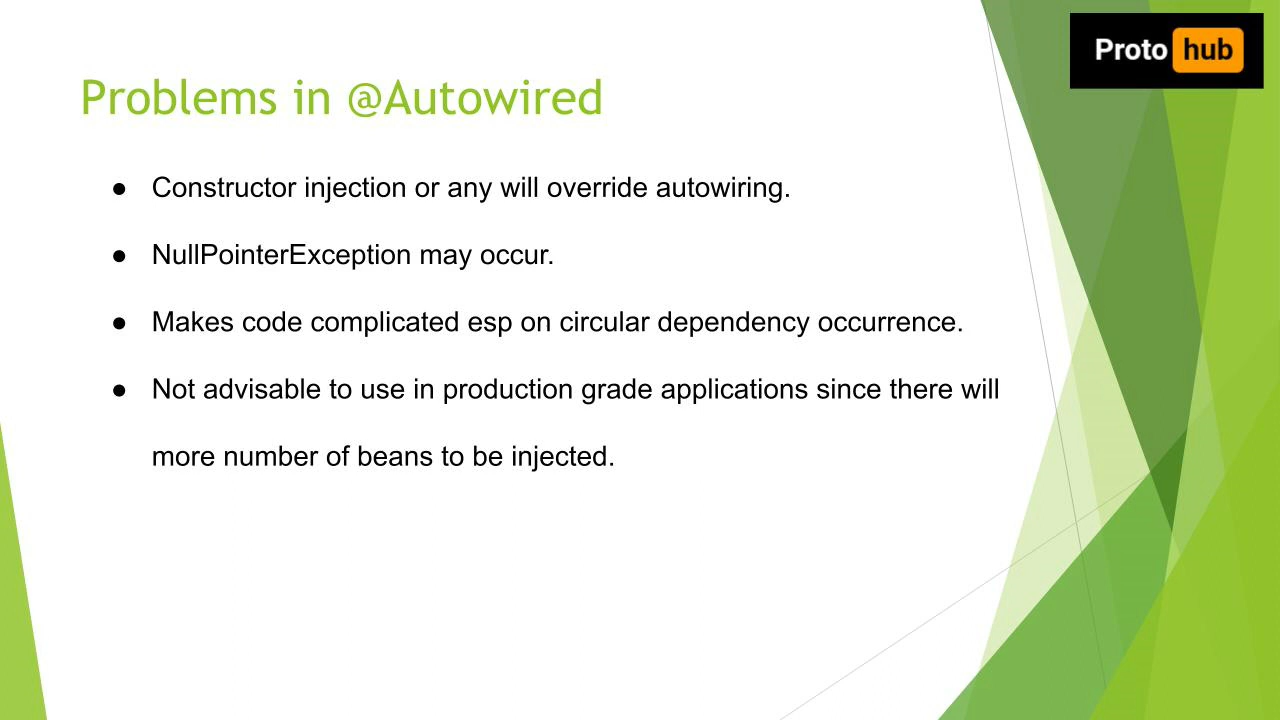 Proto hub
Problems in @Autowired
● Constructor injection or any will override autowiring.
● NullPointerException may occur.
● Makes code complicated esp on circular dependency occurrence.
● Not advisable to use in production grade applications since there will
more number of beans to be injected.